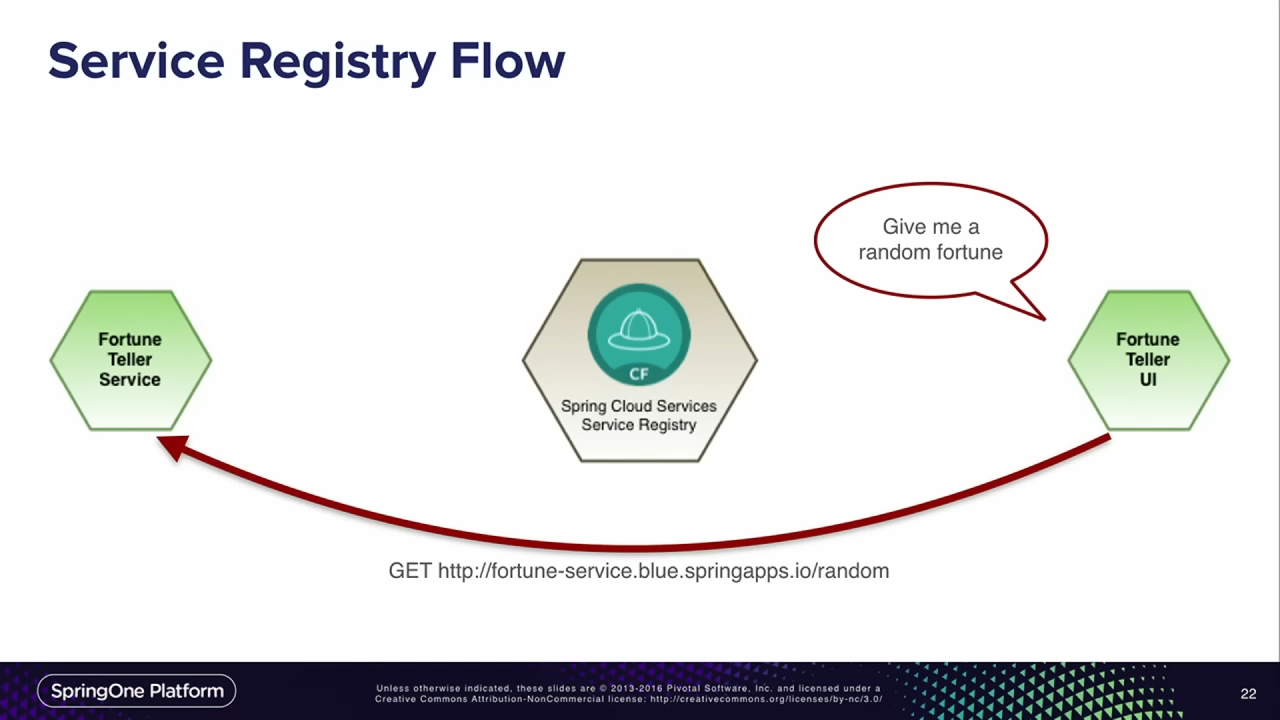 Service Registry Flow
Give me a
random fortune
Fortune
Teller
Service
CF
Spring Cloud Services
Service Registry
Fortune
Teller
UI
GET http://fortune-service.blue.springapps.io/random
SpringOne Platform
Unless otherwise indicated, these slides are © 2013-2016 Pivotal Software, Inc. and licensed under a
Creative Commons Attribution-NonCommercial license: http://creativecommons.org/licenses/by-nc/3.0/
22